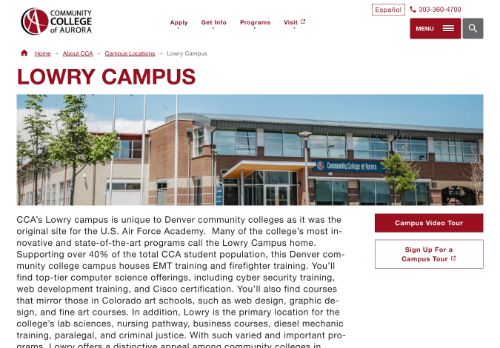 COMMUNITY
COLLEGE
of AURORA
Apply
Get Info
Programs
Visit
Español
303-360-4700
MENU
Home – About CCA – Campus Locations – Lowry Campus
LOWRY CAMPUS
Community College of Aurora
CCA's Lowry campus is unique to Denver community colleges as it was the
original site for the U.S. Air Force Academy.  Many of the college's most in-
novative and state-of-the-art programs call the Lowry Campus home.
Supporting over 40% of the total CCA student population, this Denver com-
munity college campus houses EMT training and firefighter training. You'll
find top-tier computer science offerings, including cyber security training,
web development training, and Cisco certification. You'll also find courses
that mirror those in Colorado art schools, such as web design, graphic de-
sign, and fine art courses. In addition, Lowry is the primary location for the
college's lab sciences, nursing pathway, business courses, diesel mechanic
training, paralegal, and criminal justice. With such varied and important pro-
grams, Lowry offers a distinctive appeal among community colleges in
Campus Video Tour
Sign Up For a
Campus Tour